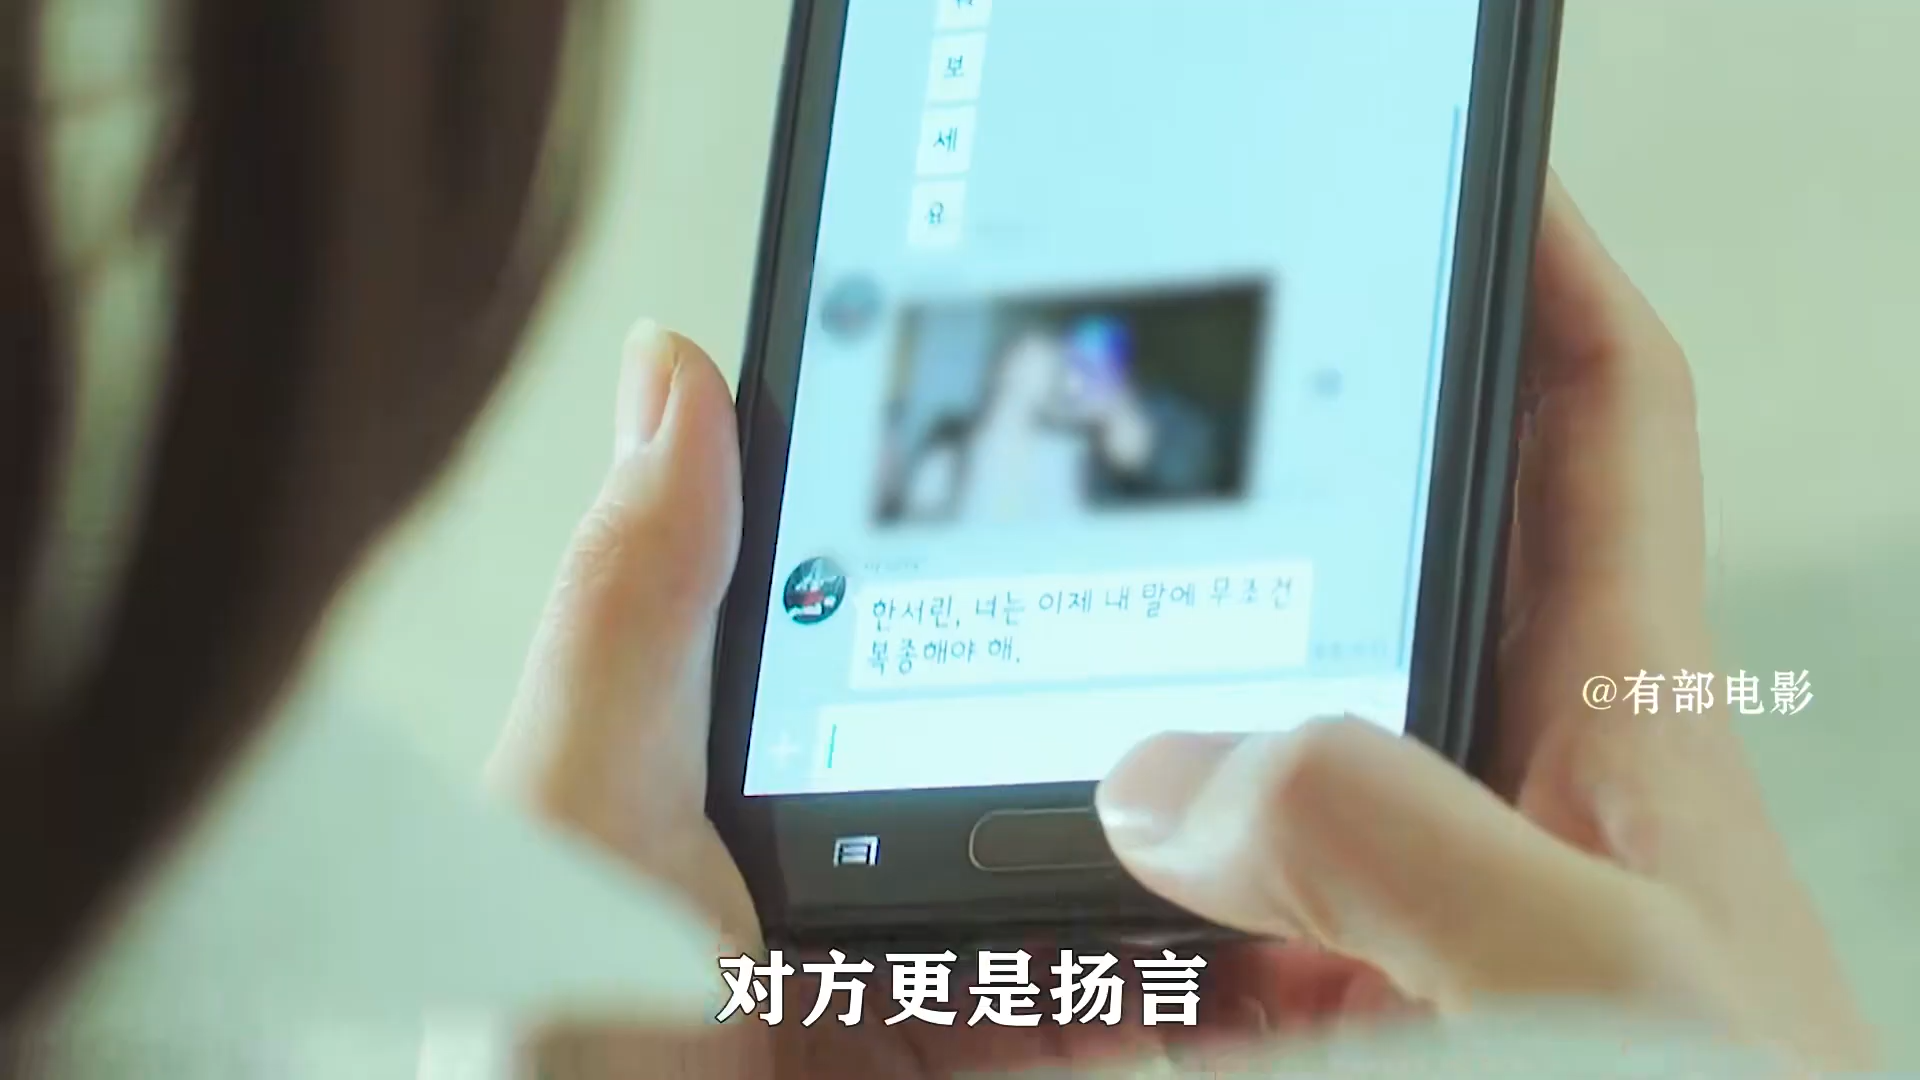 보
세
요
한서린, 너는 이제 내 말에 무조건
복종해야 해.
@有部电影
对方更是扬言